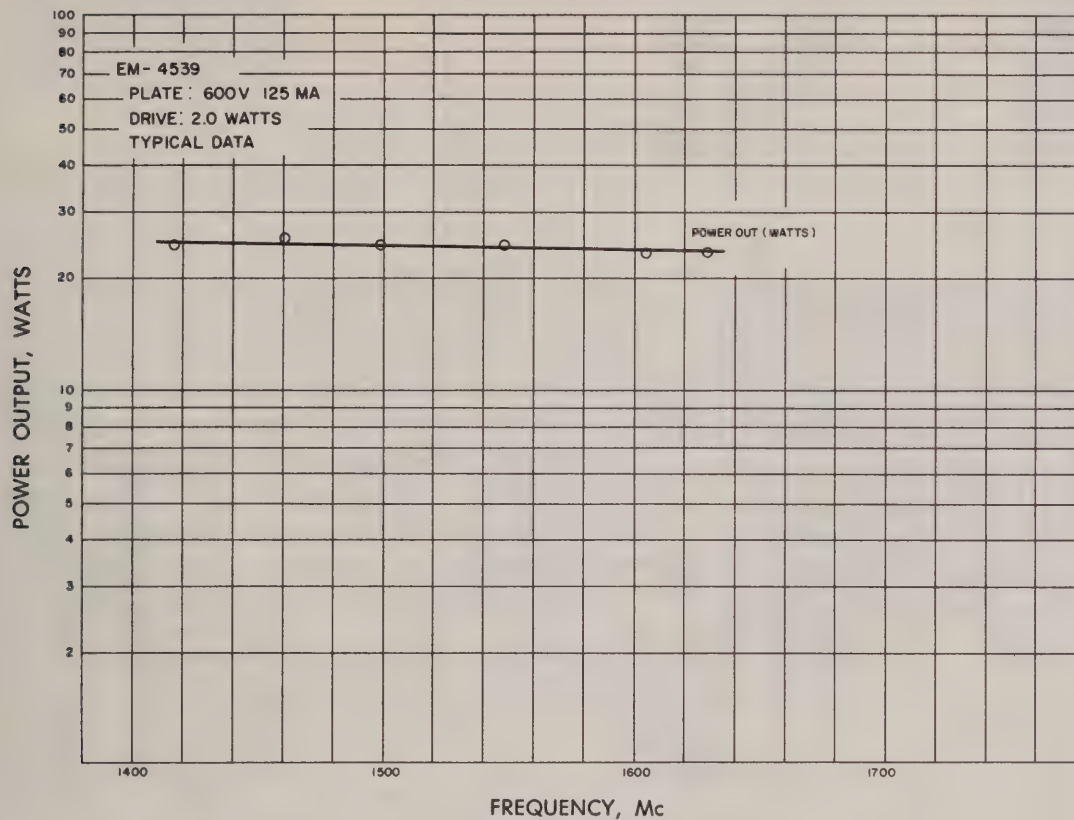 100
90
80
70
60
50
40
30
20
10
9
8
7
6
5
4
3
2
EM-4539
PLATE: 600V 125 MA
DRIVE: 2.0 WATTS
TYPICAL DATA
POWER OUT (WATTS)
POWER OUTPUT, WATTS
1400 1500 1600 1700
FREQUENCY, Mc